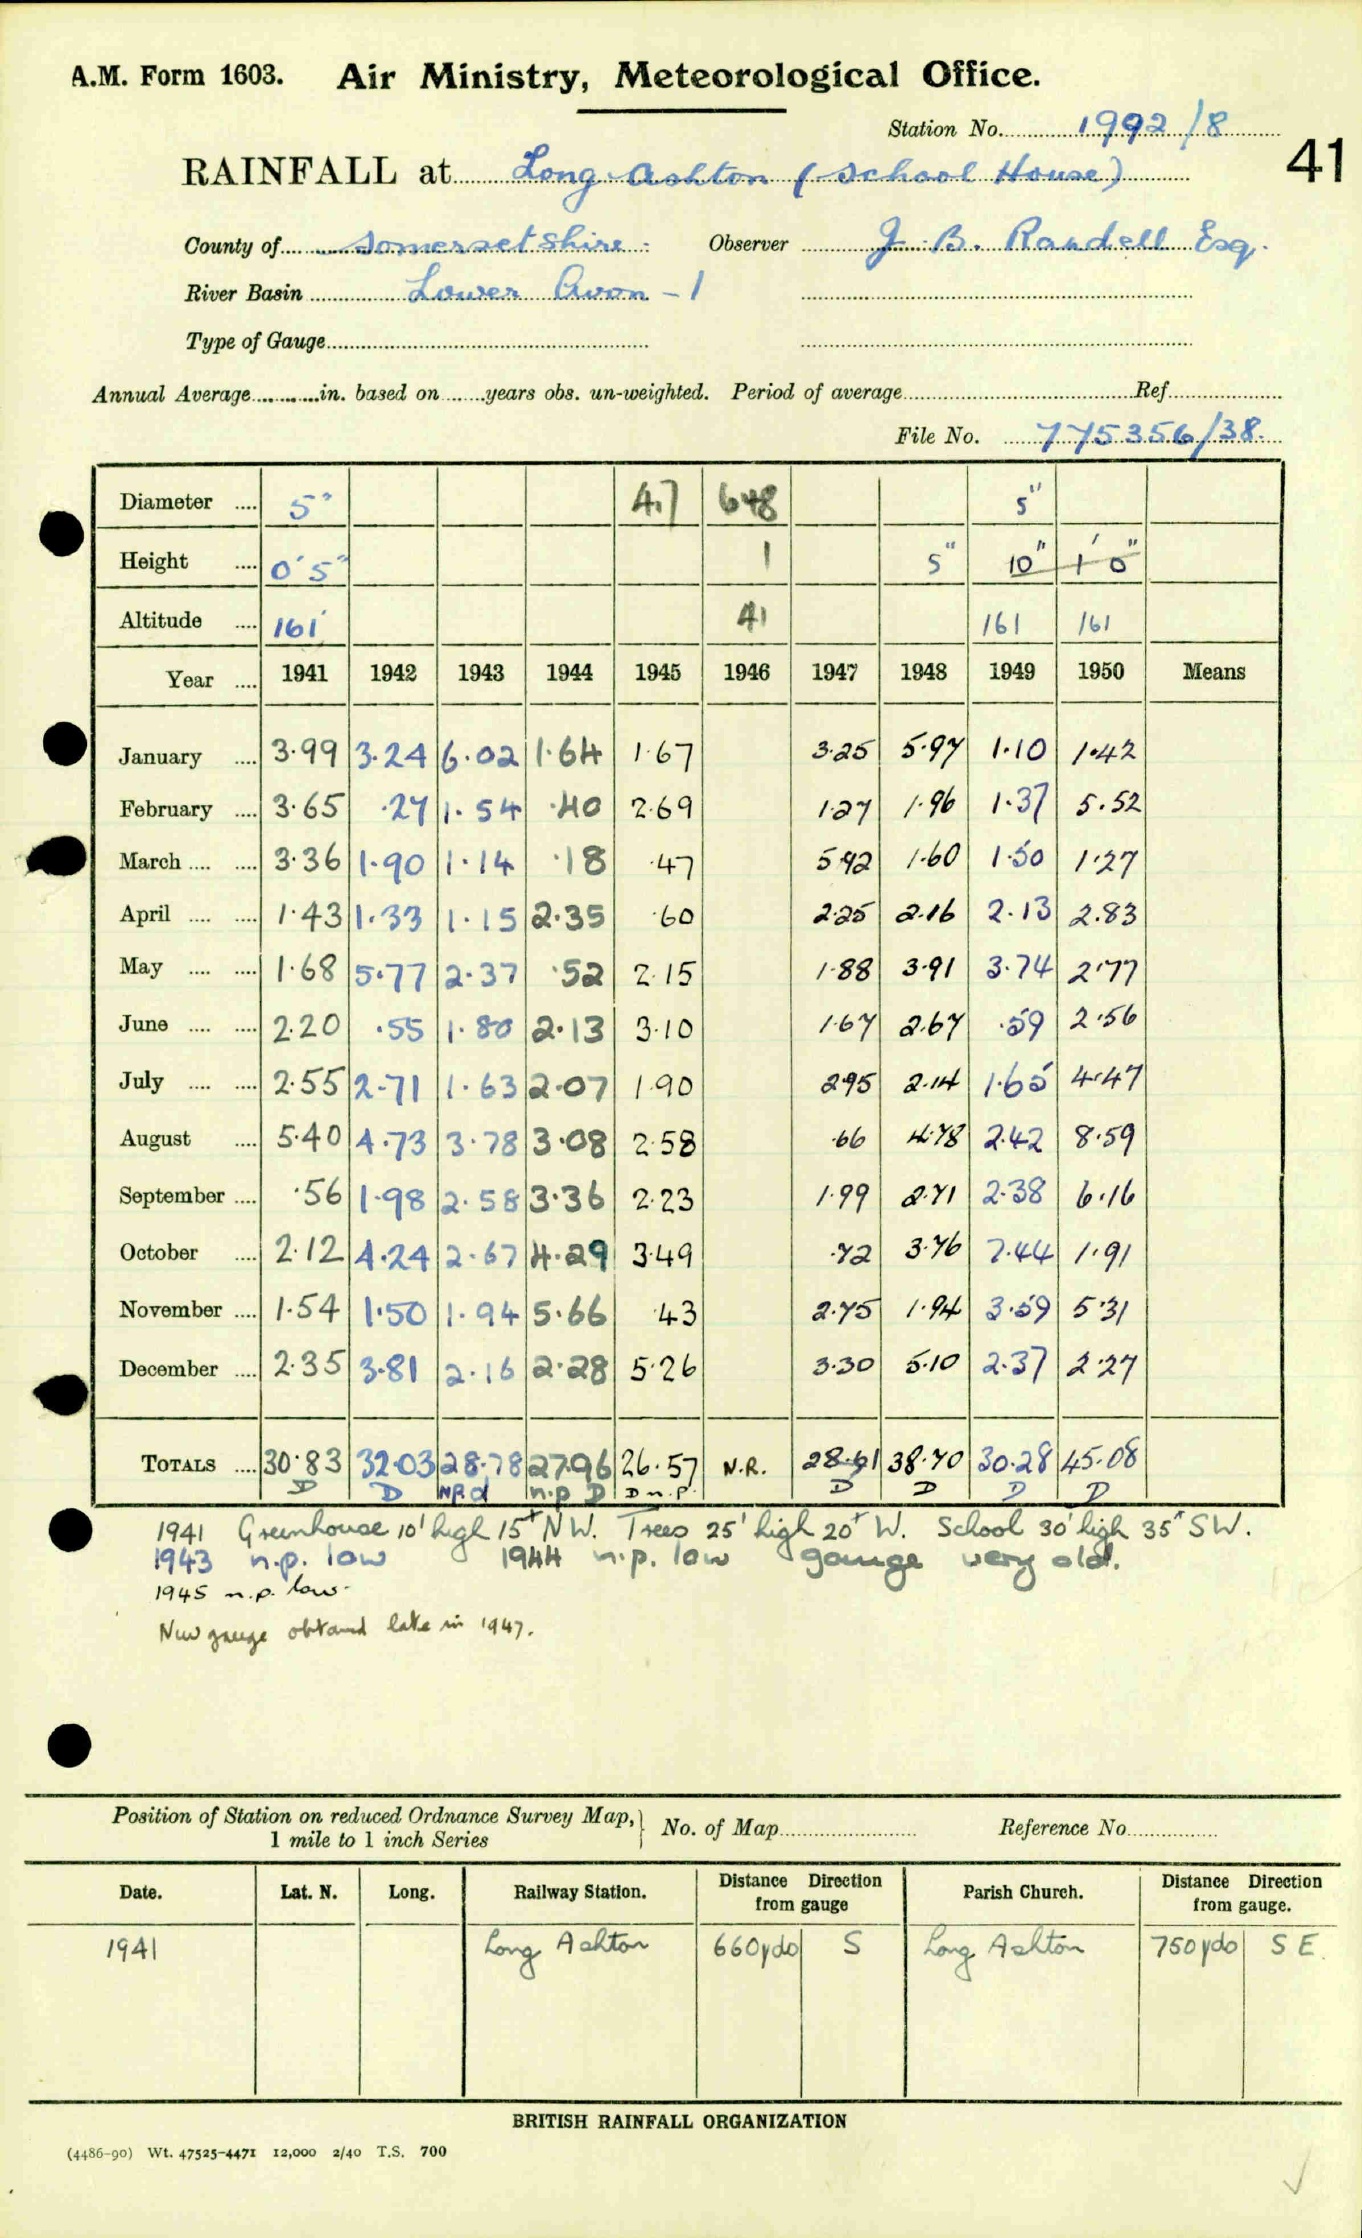 A.M. Form 1603. Air Ministry, Meteorological Office.
Station No. 1992/8
41
RAINFALL at Long Ashton (School House)
County of Somersetshire Observer J. B. Randell Esq.
River Basin Lower Avon - 1
Type of Gauge
Annual Average in. based on years obs. un-weighted. Period of average Ref.
File No. 775356/38.
Diameter 5" 47 648 5"
Height 0'5" 1 5" 10" 1'0"
Altitude 161' 41 161 161
Year 1941 1942 1943 1944 1945 1946 1947 1948 1949 1950 Means
January 3.99 3.24 6.02 1.64 1.67 3.25 5.97 1.10 1.42
February 3.65 .27 1.54 .40 2.69 1.27 1.96 1.37 5.52
March 3.36 1.90 1.14 .18 .47 5.92 1.60 1.50 1.27
April 1.43 1.33 1.15 2.35 .60 2.25 2.16 2.13 2.83
May 1.68 5.77 2.37 .52 2.15 1.88 3.91 3.74 2.77
June 2.20 .55 1.80 2.13 3.10 1.67 2.67 .59 2.56
July 2.55 2.71 1.63 2.07 1.90 2.95 2.14 1.65 4.47
August 5.40 4.73 3.78 3.08 2.58 .66 4.78 2.42 8.59
September .56 1.98 2.58 3.36 2.23 1.99 2.71 2.38 6.16
October 2.12 4.24 2.67 4.29 3.49 .72 3.76 7.44 1.91
November 1.54 1.50 1.94 5.66 .43 2.75 1.94 3.59 5.31
December 2.35 3.81 2.16 2.28 5.26 3.30 5.10 2.37 2.27
TOTALS 30.83 32.03 28.78 27.96 26.57 N.R. 28.61 38.70 30.28 45.08
D D N.P. d n.p D D n.p. D D D D
1941 Greenhouse 10' high 15' NW. Trees 25' high 20' W. School 30' high 35' SW.
1943 n.p. low 1944 n.p. low gauge very old.
1945 n.p. low.
New gauge obtained late in 1947.
Position of Station on reduced Ordnance Survey Map, 1 mile to 1 inch Series No. of Map Reference No.
Date. Lat. N. Long. Railway Station. Distance Direction from gauge Parish Church. Distance Direction from gauge.
1941 Long Ashton 660 yds S Long Ashton 750 yds S E.
BRITISH RAINFALL ORGANIZATION
(4486-90) Wt. 47525-4471 12,000 2/40 T.S. 700